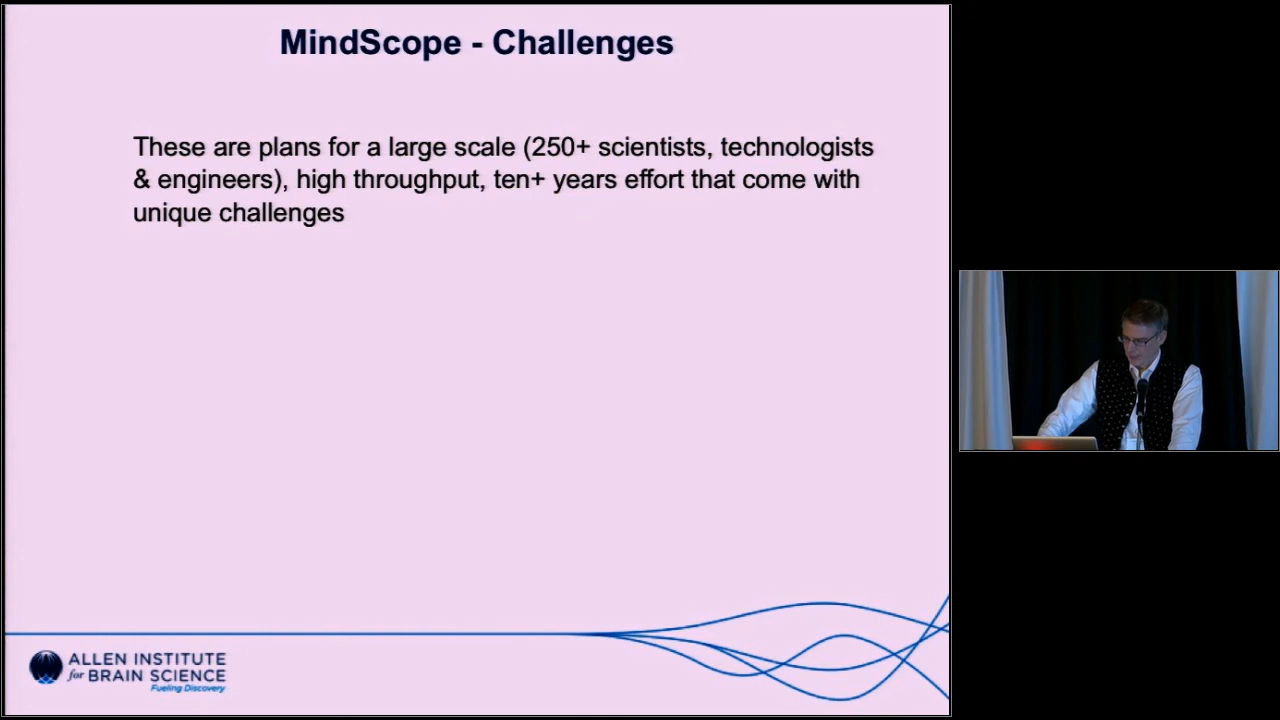 MindScope - Challenges
These are plans for a large scale (250+ scientists, technologists
& engineers), high throughput, ten+ years effort that come with
unique challenges
ALLEN INSTITUTE
for BRAIN SCIENCE
Fueling Discovery